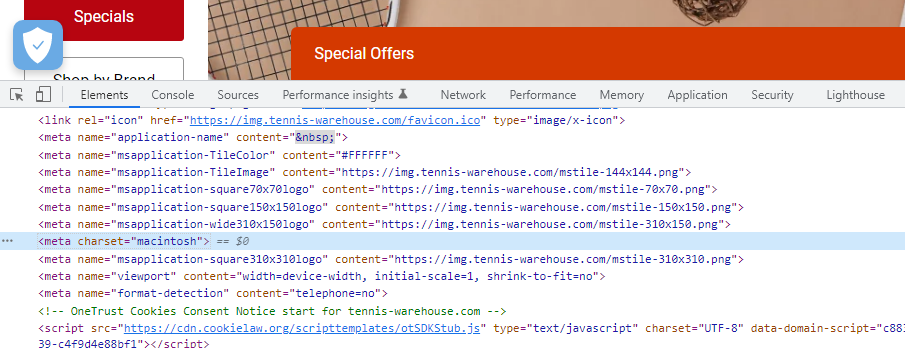 Specials
Special Offers
Shop by Brand
Elements Console Sources Performance insights Network Performance Memory Application Security Lighthouse
<link rel="icon" href="https://img.tennis-warehouse.com/favicon.ico" type="image/x-icon">
<meta name="application-name" content="&nbsp;">
<meta name="msapplication-TileColor" content="#FFFFFF">
<meta name="msapplication-TileImage" content="https://img.tennis-warehouse.com/mstile-144x144.png">
<meta name="msapplication-square70x70logo" content="https://img.tennis-warehouse.com/mstile-70x70.png">
<meta name="msapplication-square150x150logo" content="https://img.tennis-warehouse.com/mstile-150x150.png">
<meta name="msapplication-wide310x150logo" content="https://img.tennis-warehouse.com/mstile-310x150.png">
<meta charset="macintosh"> == $0
<meta name="msapplication-square310x310logo" content="https://img.tennis-warehouse.com/mstile-310x310.png">
<meta name="viewport" content="width=device-width, initial-scale=1, shrink-to-fit=no">
<meta name="format-detection" content="telephone=no">
<!-- OneTrust Cookies Consent Notice start for tennis-warehouse.com -->
<script src="https://cdn.cookielaw.org/scripttemplates/otSDKStub.js" type="text/javascript" charset="UTF-8" data-domain-script="c883
39-c4f9d4e88bf1"></script>